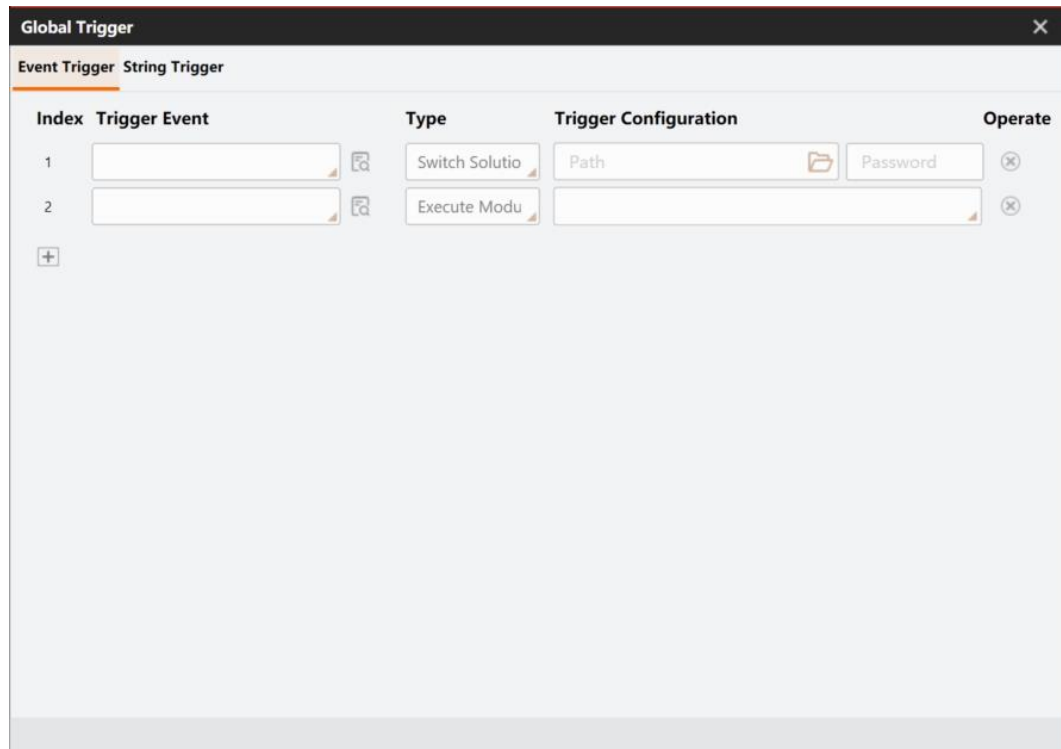 Global Trigger
Event Trigger String Trigger
Index Trigger Event Type Trigger Configuration Operate
1 Switch Solutio Path Password
2 Execute Modu